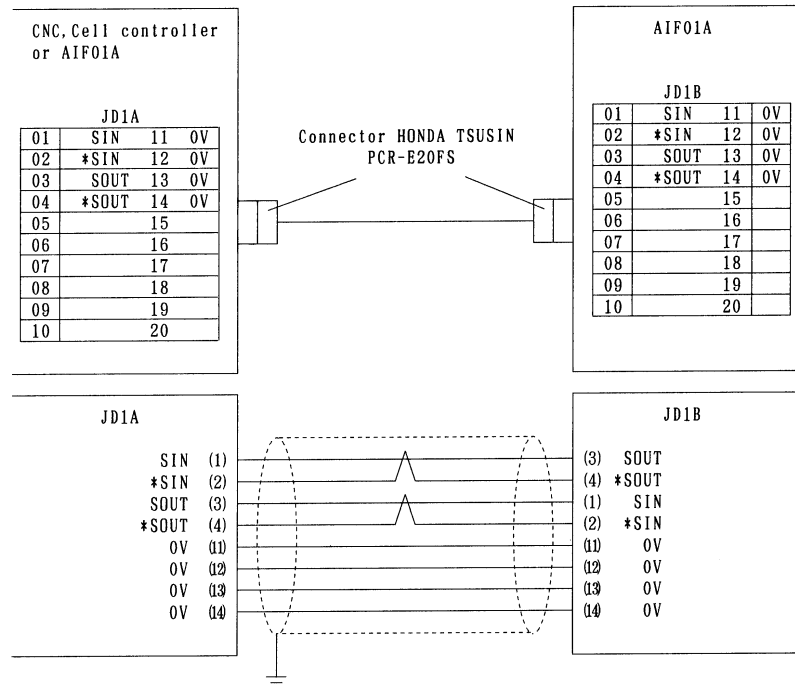 CNC, Cell controller
or AIF01A
JD1A
01 SIN 11 0V
02 *SIN 12 0V
03 SOUT 13 0V
04 *SOUT 14 0V
05 15
06 16
07 17
08 18
09 19
10 20
Connector HONDA TSUSIN
PCR-E20FS
AIF01A
JD1B
01 SIN 11 0V
02 *SIN 12 0V
03 SOUT 13 0V
04 *SOUT 14 0V
05 15
06 16
07 17
08 18
09 19
10 20
JD1A
SIN (1)
*SIN (2)
SOUT (3)
*SOUT (4)
0V (11)
0V (12)
0V (13)
0V (14)
JD1B
(3) SOUT
(4) *SOUT
(1) SIN
(2) *SIN
(11) 0V
(12) 0V
(13) 0V
(14) 0V